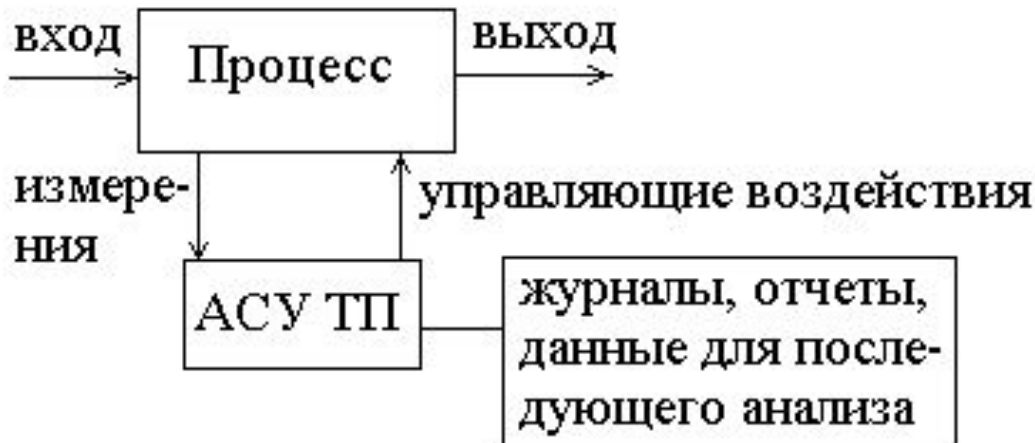 вход
выход
Процесс
измере-
ния
управляющие воздействия
АСУ ТП
журналы, отчеты,
данные для после-
дующего анализа